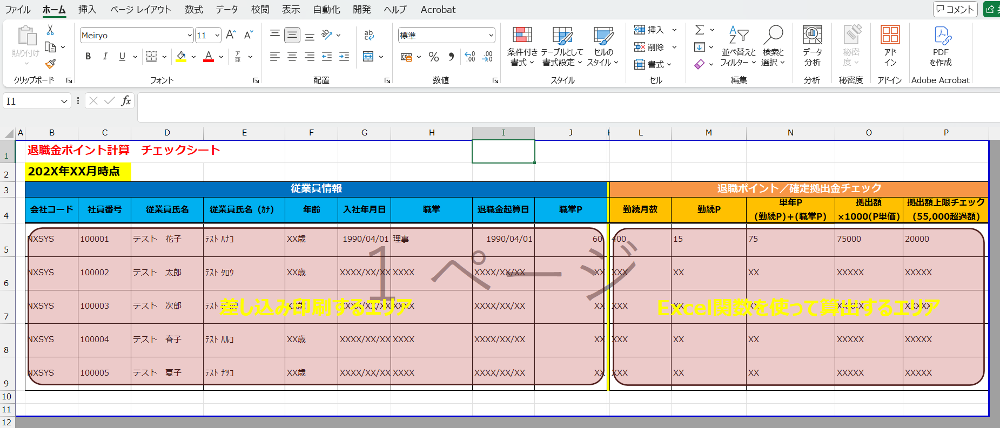 ファイル ホーム 挿入 ページ レイアウト 数式 データ 校閲 表示 自動化 開発 ヘルプ Acrobat コメント
貼り付け
Meiryo 11
標準
B I U
ア
亜
ab
条件付き
書式
テーブルとして
書式設定
セルの
スタイル
挿入
削除
書式
並べ替えと
フィルター
検索と
選択
データ
分析
秘密
度
アド
イン
PDF
を作成
クリップボード フォント 配置 数値 スタイル セル 編集 分析 秘密度 アドイン Adobe Acrobat
I1 fx
A B C D E F G H I J L M N O P
1 退職金ポイント計算　チェックシート
2 202X年XX月時点
3 従業員情報 退職ポイント／確定拠出金チェック
4 会社コード 社員番号 従業員氏名 従業員氏名（ｶﾅ） 年齢 入社年月日 職掌 退職金起算日 職掌P 勤続月数 勤続P 単年P
(勤続P)+(職掌P) 拠出額
×1000(P単価) 拠出額上限チェック
(55,000超過額)
5 NXSYS 100001 テスト　花子 ﾃｽﾄ ﾊﾅｺ XX歳 1990/04/01 理事 1990/04/01 60 400 15 75 75000 20000
6 NXSYS 100002 テスト　太郎 ﾃｽﾄ ﾀﾛｳ XX歳 XXXX/XX/XX XXXX XXXX/XX/XX XX XXX XX XX XXXXX XXXXX
7 NXSYS 100003 テスト　次郎 ﾃｽﾄ XX歳 XXXX/XX/XX XXXX XXXX/XX/XX XX XXX XX XX XXXXX XXXXX
8 NXSYS 100004 テスト　春子 ﾃｽﾄ ﾊﾙｺ XX歳 XXXX/XX/XX XXXX XXXX/XX/XX XX XXX XX XX XXXXX XXXXX
9 NXSYS 100005 テスト　夏子 ﾃｽﾄ ﾅﾂｺ XX歳 XXXX/XX/XX XXXX XXXX/XX/XX XX XXX XX XX XXXXX XXXXX
1 ページ
差し込み印刷するエリア
Excel関数を使って算出するエリア
10
11
12